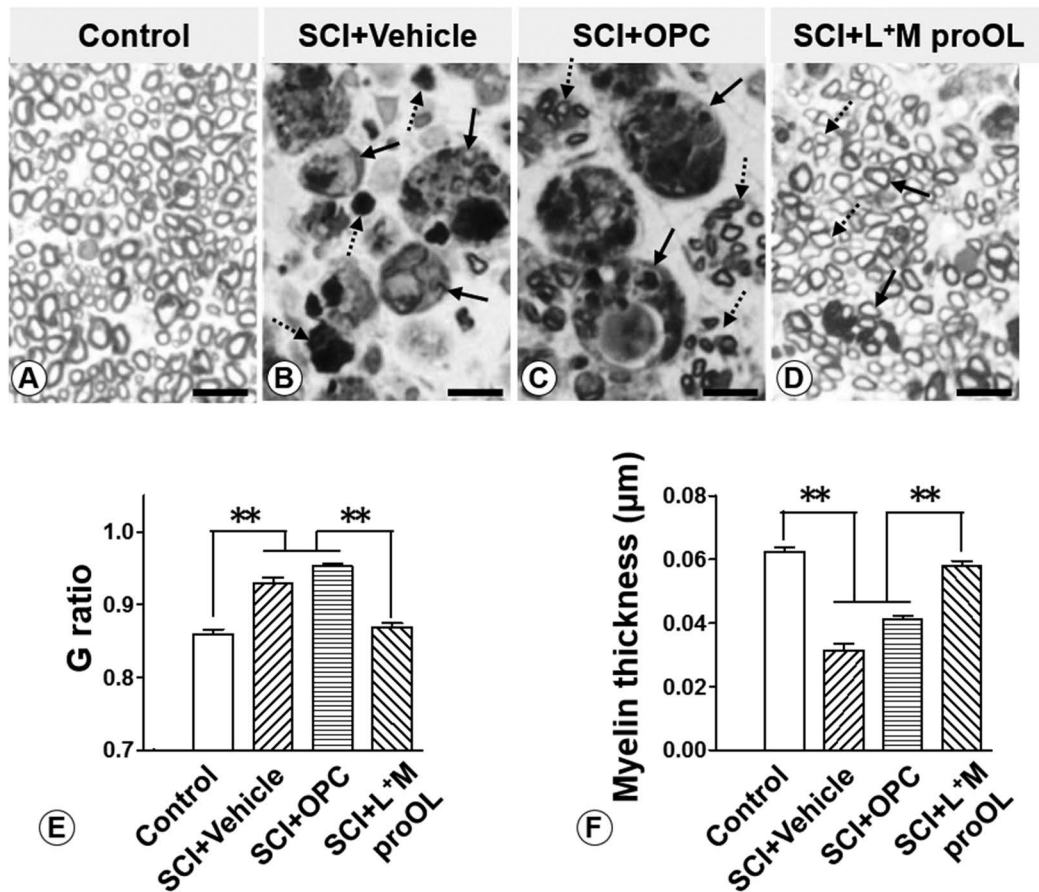 Control
SCI+Vehicle
SCI+OPC
SCI+L⁺M proOL
A
B
C
D
G ratio
1.0
0.9
0.8
0.7
**
**
Control
SCI+Vehicle
SCI+OPC
SCI+L⁺M
proOL
E
Myelin thickness (μm)
0.08
0.06
0.04
0.02
0.00
**
**
Control
SCI+Vehicle
SCI+OPC
SCI+L⁺M
proOL
F